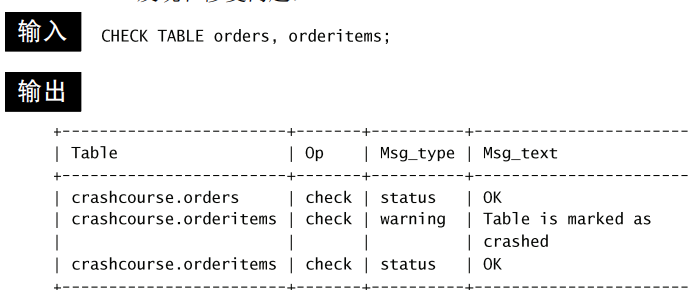 输入 CHECK TABLE orders, orderitems;
输出
+-----------------------+-------+----------+-----------------------
| Table | Op | Msg_type | Msg_text
+-----------------------+-------+----------+-----------------------
| crashcourse.orders | check | status | OK
| crashcourse.orderitems | check | warning | Table is marked as
| | | | crashed
| crashcourse.orderitems | check | status | OK
+-----------------------+-------+----------+-----------------------